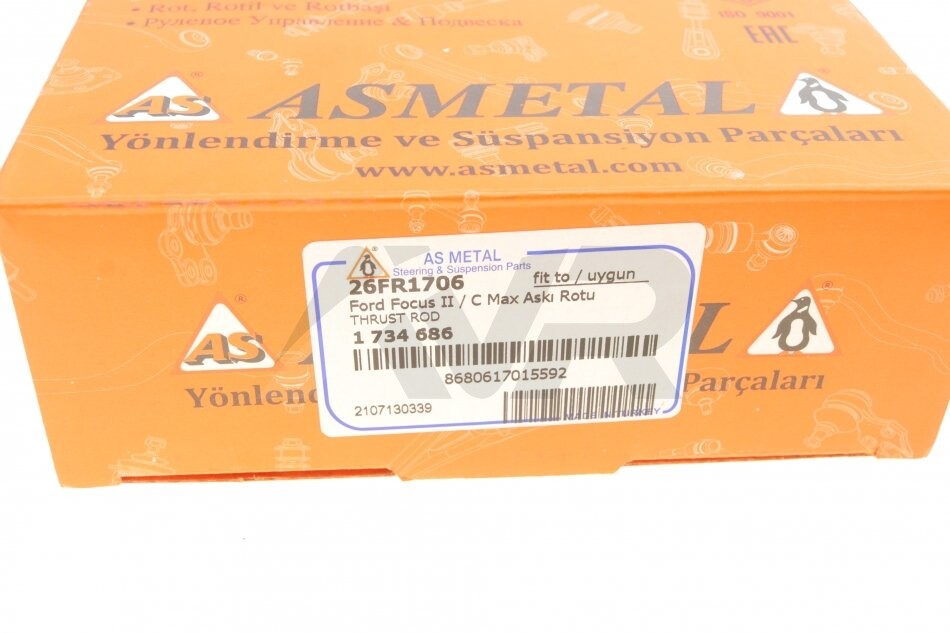 • Rot, Rotil ve Rotbaşı
• Рулевое Управление & Подвеска
ISO 9001
EAC
AS ® ASMETAL ®
Yönlendirme ve Süspansiyon Parçaları
www.asmetal.com
AS METAL
Steering & Suspension Parts
26FR1706 fit to / uygun
Ford Focus II / C Max Askı Rotu
THRUST ROD
1 734 686
8680617015592
2107130339
MADE IN TURKEY
AS ® L ®
Yönlend Parçaları
AVR